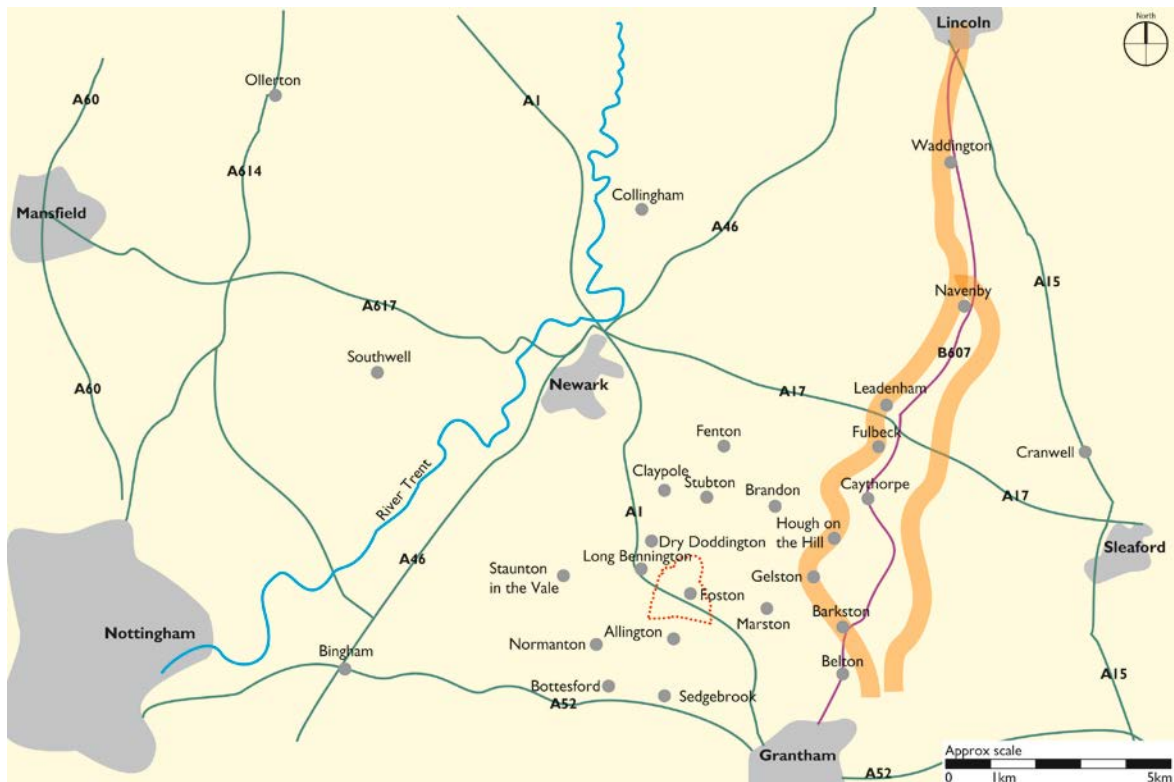 North
Lincoln
Ollerton
A60
A1
A614
Waddington
Collingham
Mansfield
A46
A15
Navenby
A617
B607
Southwell
Newark
A60
A17
Leadenham
Fenton
Fulbeck
Cranwell
Claypole
Stubton
Brandon
Caythorpe
A17
River Trent
A1
Hough on
the Hill
Dry Doddington
Sleaford
A46
Long Bennington
Staunton
in the Vale
Gelston
Foston
Marston
Barkston
Nottingham
Normanton
Allington
Bingham
Belton
A15
Bottesford
Sedgebrook
A52
Grantham
Approx scale
A52
0 1km 5km